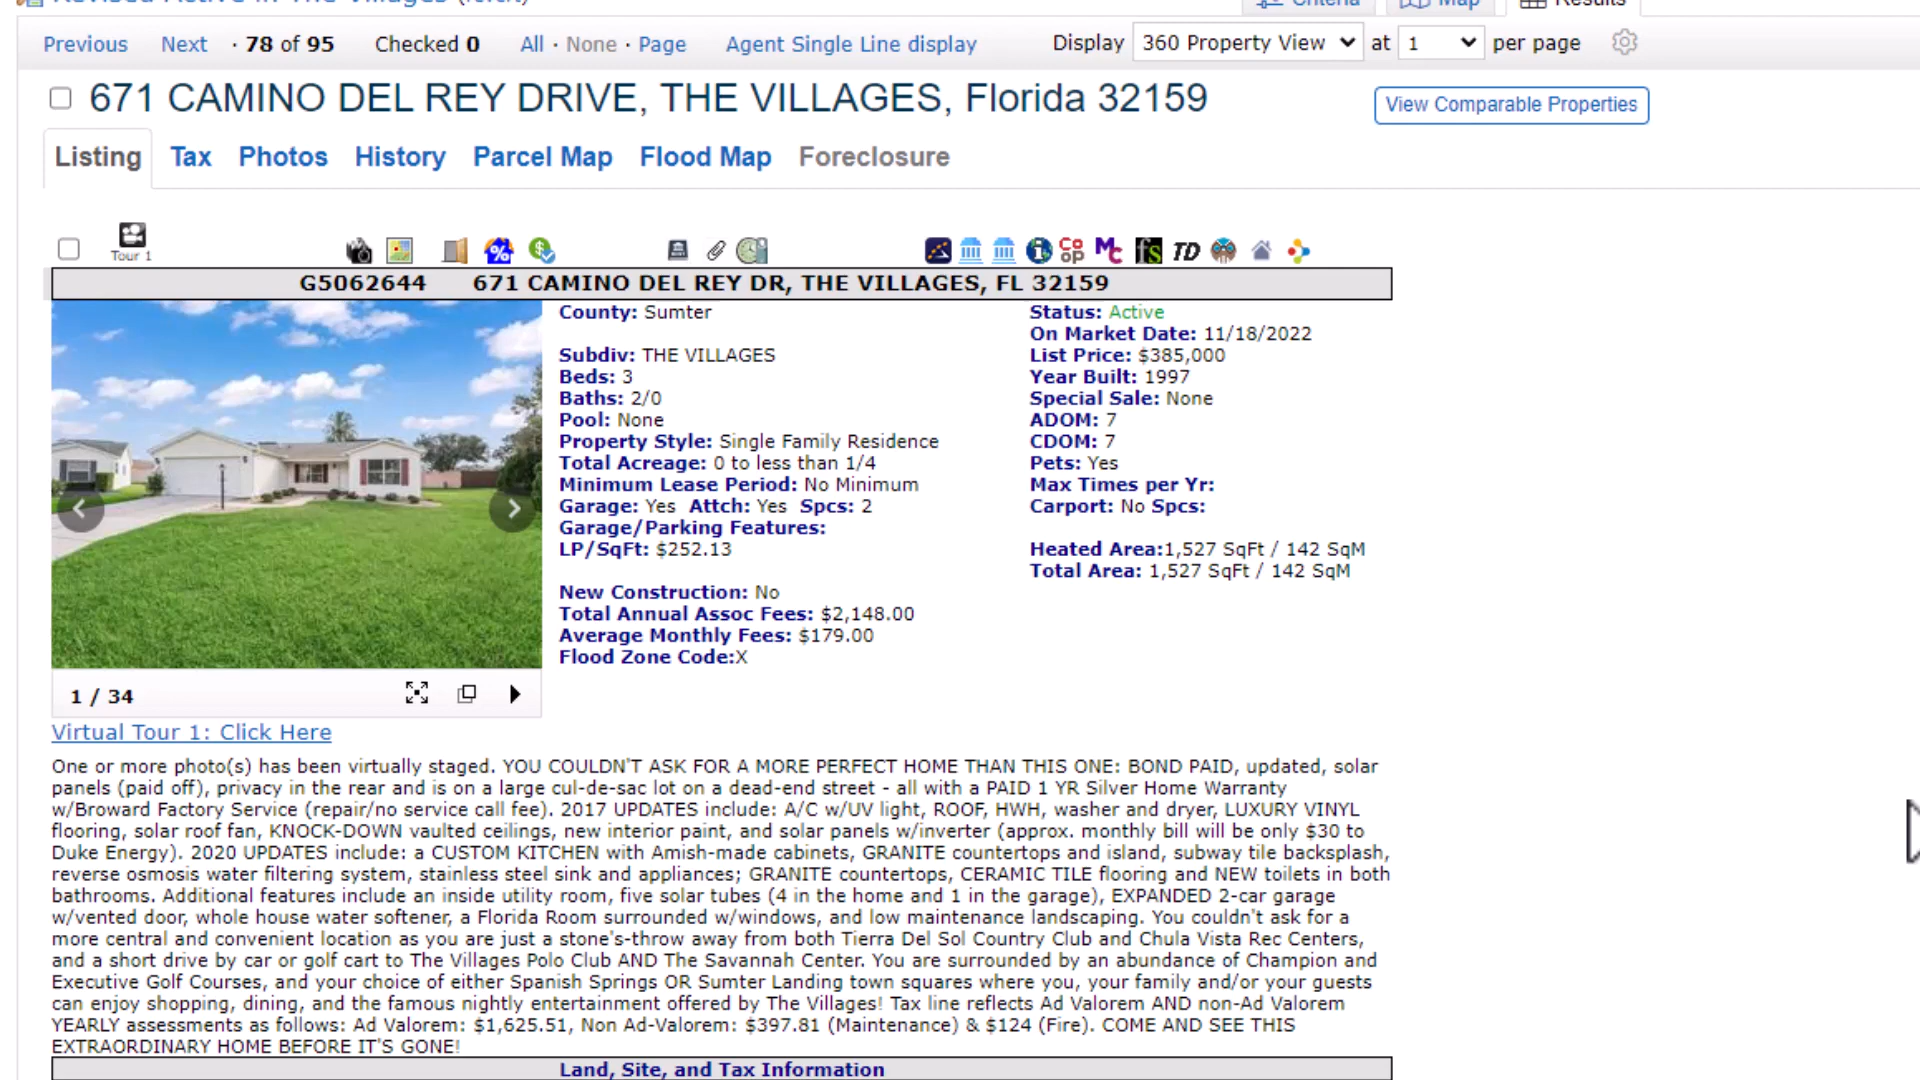 Previous Next · 78 of 95 Checked 0 All · None · Page Agent Single Line display Display 360 Property View at 1 per page
671 CAMINO DEL REY DRIVE, THE VILLAGES, Florida 32159
View Comparable Properties
Listing Tax Photos History Parcel Map Flood Map Foreclosure
Tour 1
G5062644 671 CAMINO DEL REY DR, THE VILLAGES, FL 32159
County: Sumter
Subdiv: THE VILLAGES
Beds: 3
Baths: 2/0
Pool: None
Property Style: Single Family Residence
Total Acreage: 0 to less than 1/4
Minimum Lease Period: No Minimum
Garage: Yes Attch: Yes Spcs: 2
Garage/Parking Features:
LP/SqFt: $252.13
New Construction: No
Total Annual Assoc Fees: $2,148.00
Average Monthly Fees: $179.00
Flood Zone Code:X
Status: Active
On Market Date: 11/18/2022
List Price: $385,000
Year Built: 1997
Special Sale: None
ADOM: 7
CDOM: 7
Pets: Yes
Max Times per Yr:
Carport: No Spcs:
Heated Area:1,527 SqFt / 142 SqM
Total Area: 1,527 SqFt / 142 SqM
1 / 34
Virtual Tour 1: Click Here
One or more photo(s) has been virtually staged. YOU COULDN'T ASK FOR A MORE PERFECT HOME THAN THIS ONE: BOND PAID, updated, solar
panels (paid off), privacy in the rear and is on a large cul-de-sac lot on a dead-end street - all with a PAID 1 YR Silver Home Warranty
w/Broward Factory Service (repair/no service call fee). 2017 UPDATES include: A/C w/UV light, ROOF, HWH, washer and dryer, LUXURY VINYL
flooring, solar roof fan, KNOCK-DOWN vaulted ceilings, new interior paint, and solar panels w/inverter (approx. monthly bill will be only $30 to
Duke Energy). 2020 UPDATES include: a CUSTOM KITCHEN with Amish-made cabinets, GRANITE countertops and island, subway tile backsplash,
reverse osmosis water filtering system, stainless steel sink and appliances; GRANITE countertops, CERAMIC TILE flooring and NEW toilets in both
bathrooms. Additional features include an inside utility room, five solar tubes (4 in the home and 1 in the garage), EXPANDED 2-car garage
w/vented door, whole house water softener, a Florida Room surrounded w/windows, and low maintenance landscaping. You couldn't ask for a
more central and convenient location as you are just a stone's-throw away from both Tierra Del Sol Country Club and Chula Vista Rec Centers,
and a short drive by car or golf cart to The Villages Polo Club AND The Savannah Center. You are surrounded by an abundance of Champion and
Executive Golf Courses, and your choice of either Spanish Springs OR Sumter Landing town squares where you, your family and/or your guests
can enjoy shopping, dining, and the famous nightly entertainment offered by The Villages! Tax line reflects Ad Valorem AND non-Ad Valorem
YEARLY assessments as follows: Ad Valorem: $1,625.51, Non Ad-Valorem: $397.81 (Maintenance) & $124 (Fire). COME AND SEE THIS
EXTRAORDINARY HOME BEFORE IT'S GONE!
Land, Site, and Tax Information